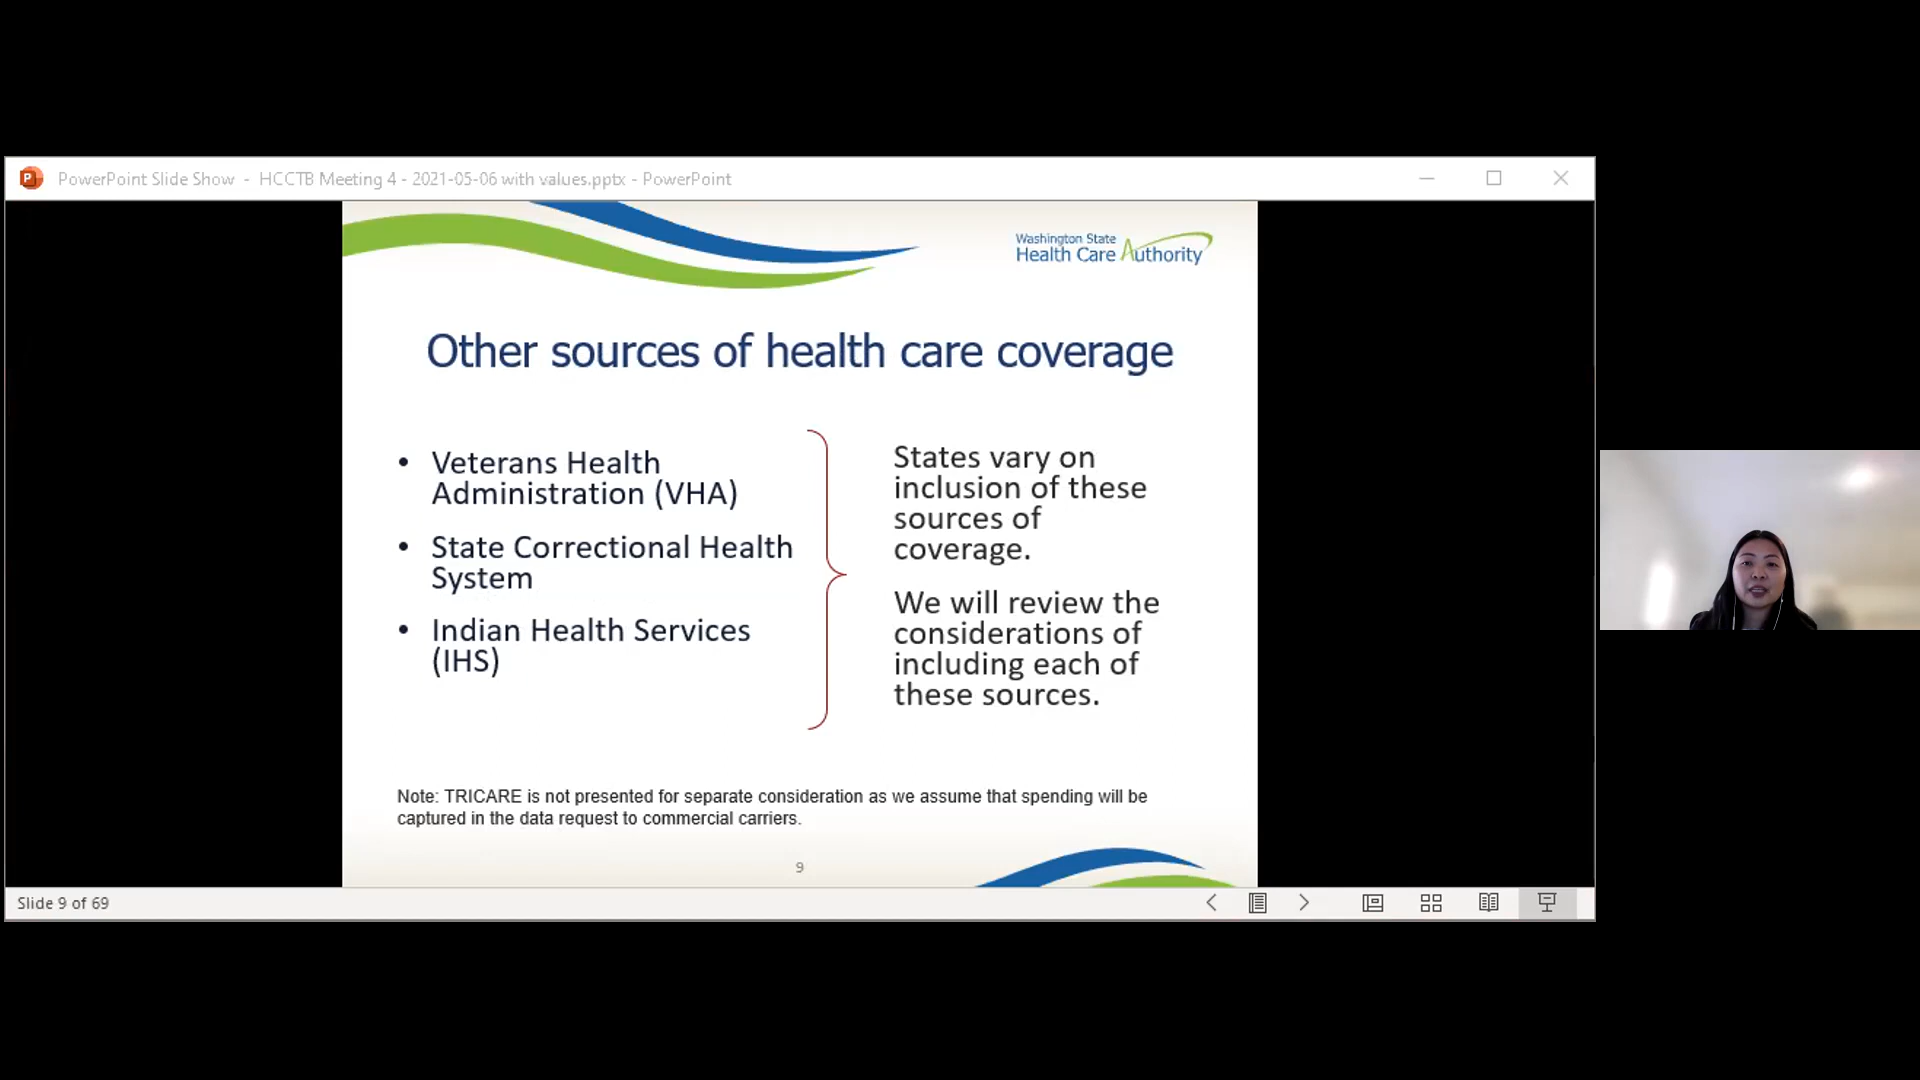 PowerPoint Slide Show - HCCTB Meeting 4 - 2021-05-06 with values.pptx - PowerPoint
Washington State
Health Care Authority
Other sources of health care coverage
• Veterans Health
Administration (VHA)
• State Correctional Health
System
• Indian Health Services
(IHS)
States vary on
inclusion of these
sources of
coverage.
We will review the
considerations of
including each of
these sources.
Note: TRICARE is not presented for separate consideration as we assume that spending will be
captured in the data request to commercial carriers.
9
Slide 9 of 69